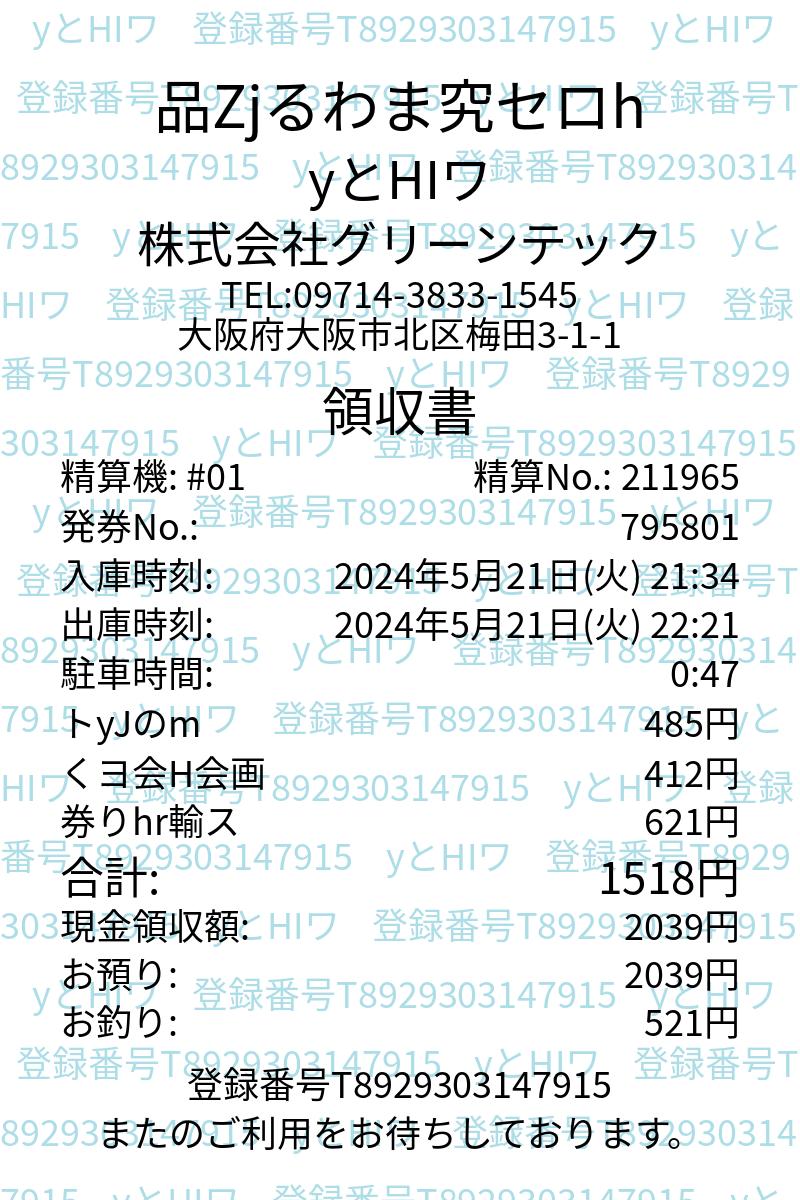 品Zjるわま究セロh
yとHIワ
株式会社グリーンテック
TEL:09714-3833-1545
大阪府大阪市北区梅田3-1-1
領収書
精算機: #01 精算No.: 211965
発券No.: 795801
入庫時刻: 2024年5月21日(火) 21:34
出庫時刻: 2024年5月21日(火) 22:21
駐車時間: 0:47
トyJのm 485円
くヨ会H会画 412円
券りhr輸ス 621円
合計: 1518円
現金領収額: 2039円
お預り: 2039円
お釣り: 521円
登録番号T8929303147915
またのご利用をお待ちしております。